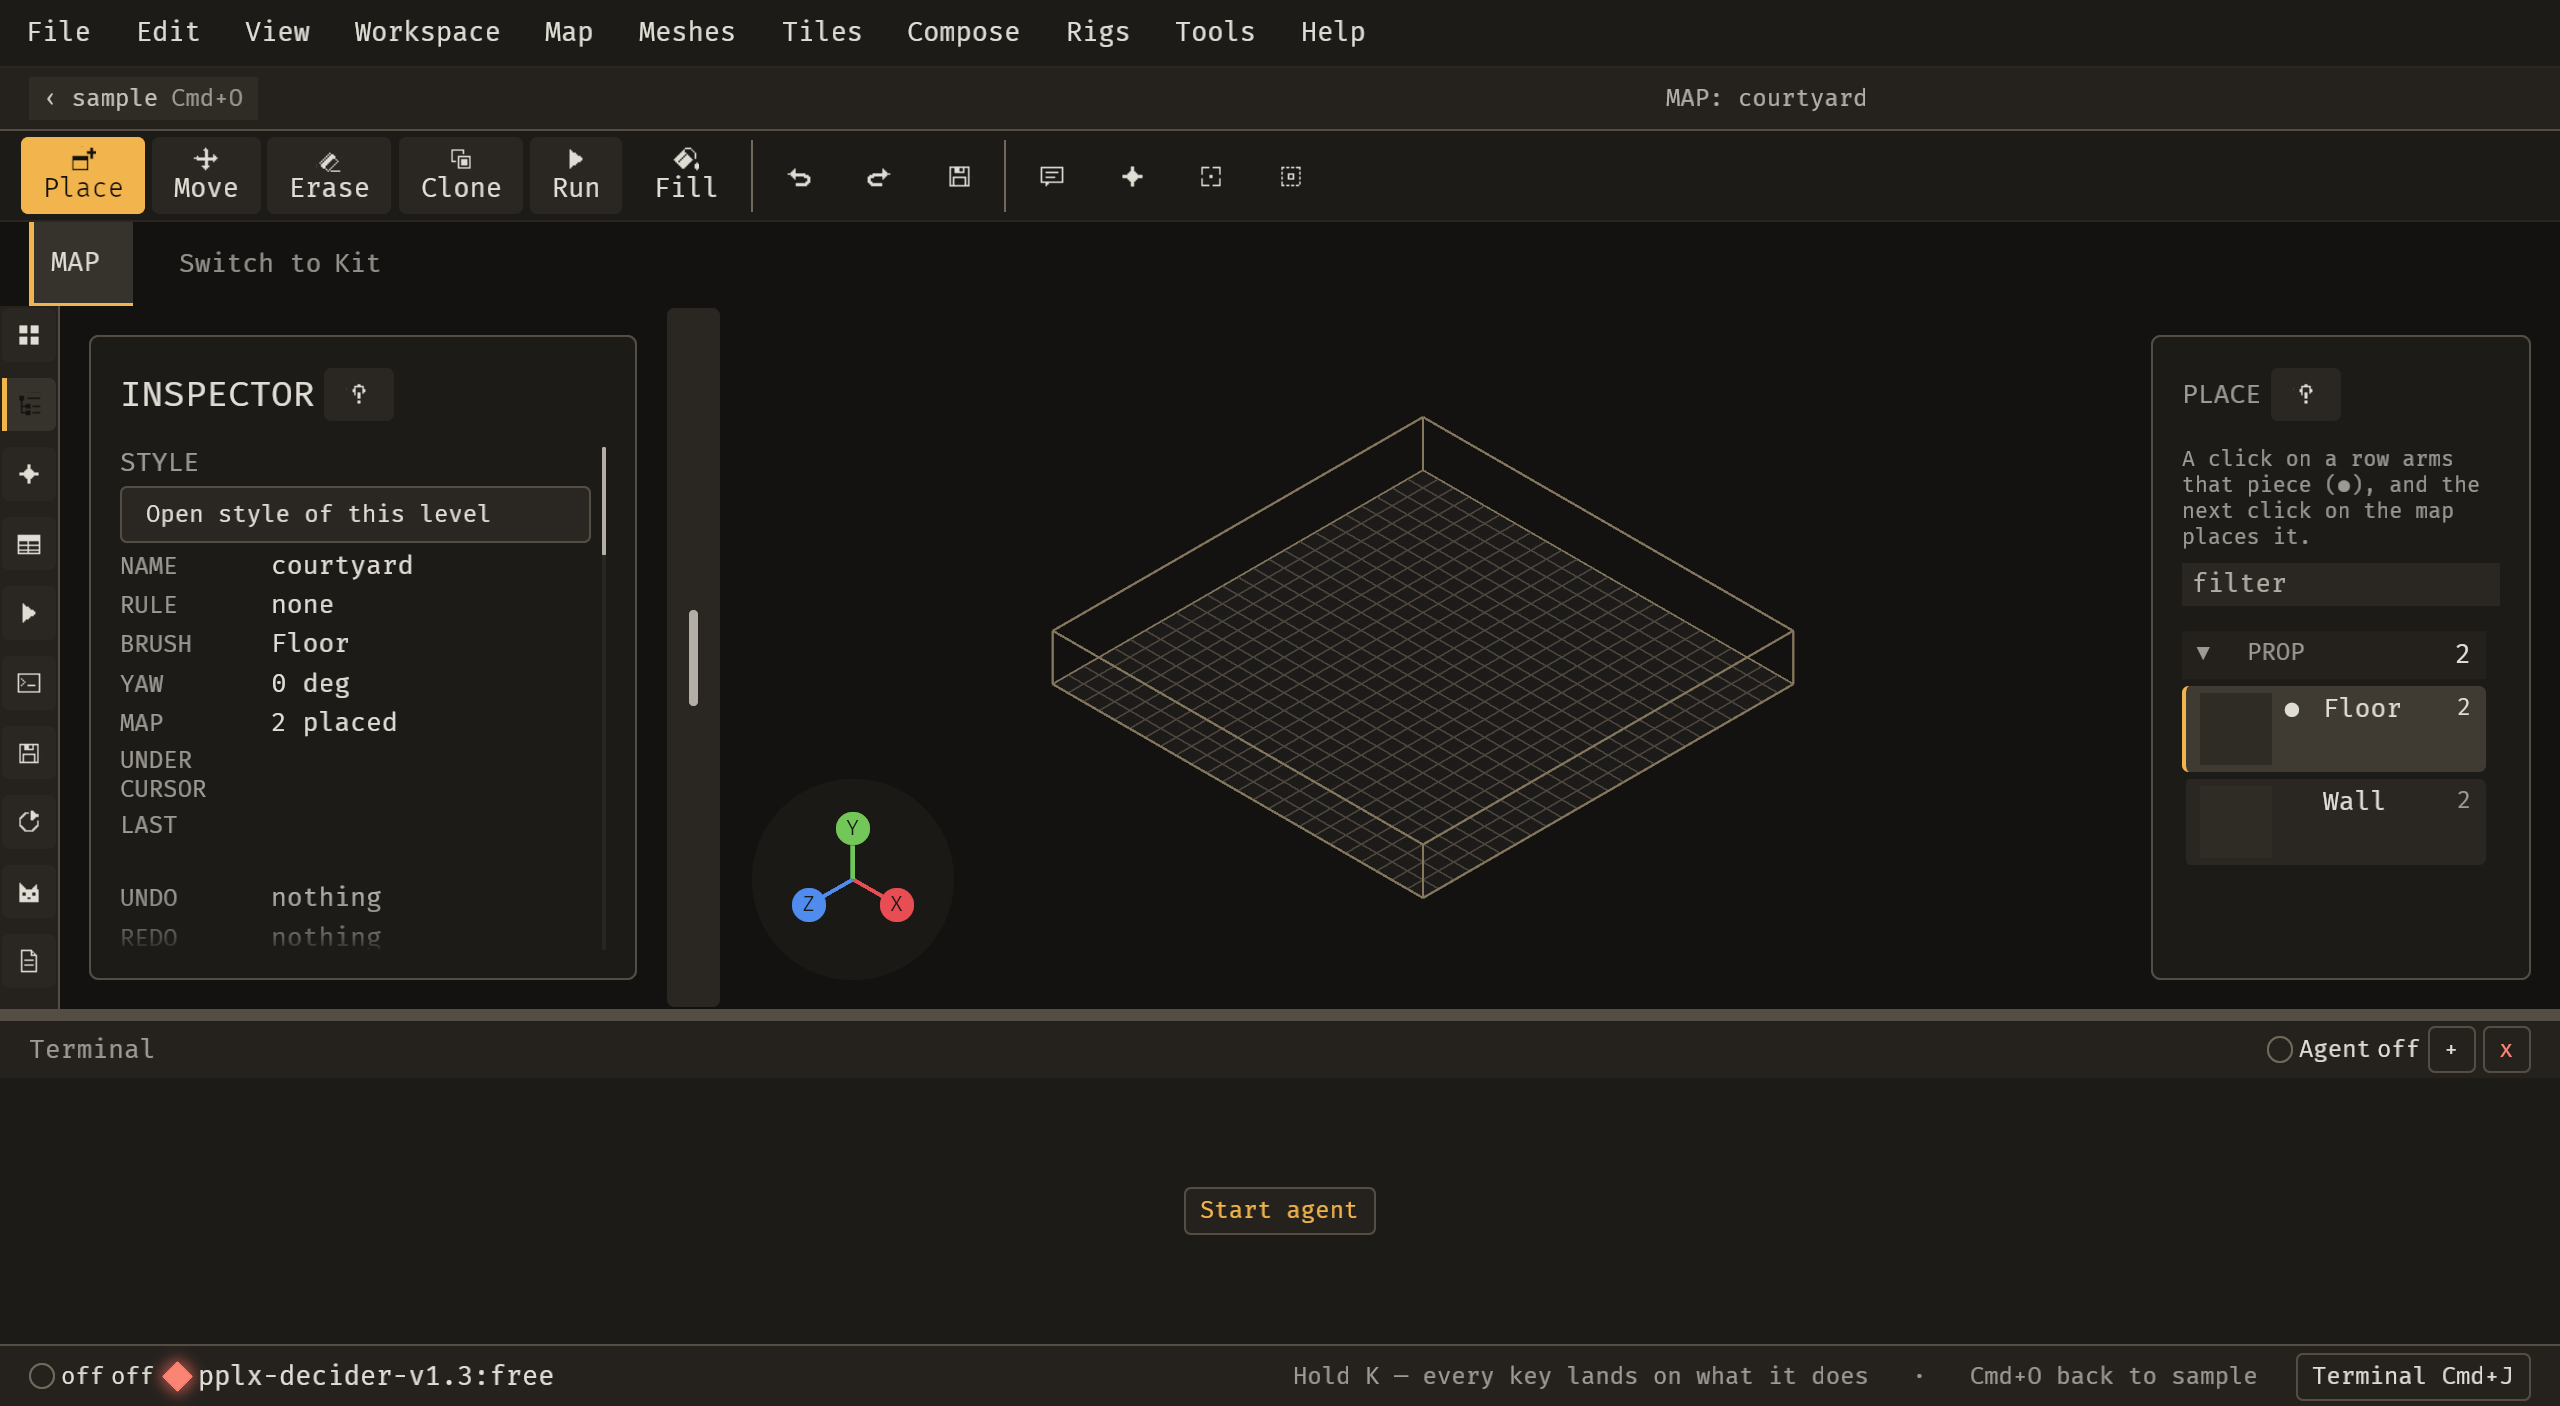 File Edit View Workspace Map Meshes Tiles Compose Rigs Tools Help
‹ sample Cmd+O
MAP: courtyard
Place Move Erase Clone Run Fill
MAP Switch to Kit
INSPECTOR
STYLE
Open style of this level
NAME courtyard
RULE none
BRUSH Floor
YAW 0 deg
MAP 2 placed
UNDER
CURSOR
LAST
UNDO nothing
REDO nothing
Y
Z X
PLACE
A click on a row arms
that piece (●), and the
next click on the map
places it.
filter
▼ PROP 2
● Floor 2
Wall 2
Terminal
Agent off + x
Start agent
off off pplx-decider-v1.3:free
Hold K — every key lands on what it does · Cmd+O back to sample
Terminal Cmd+J